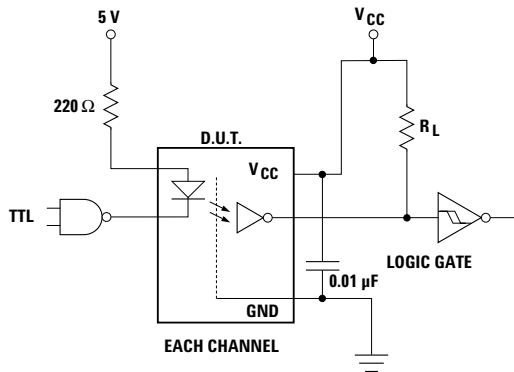 5 V
V_CC
220 Ω
R_L
D.U.T.
V_CC
TTL
LOGIC GATE
0.01 µF
GND
EACH CHANNEL